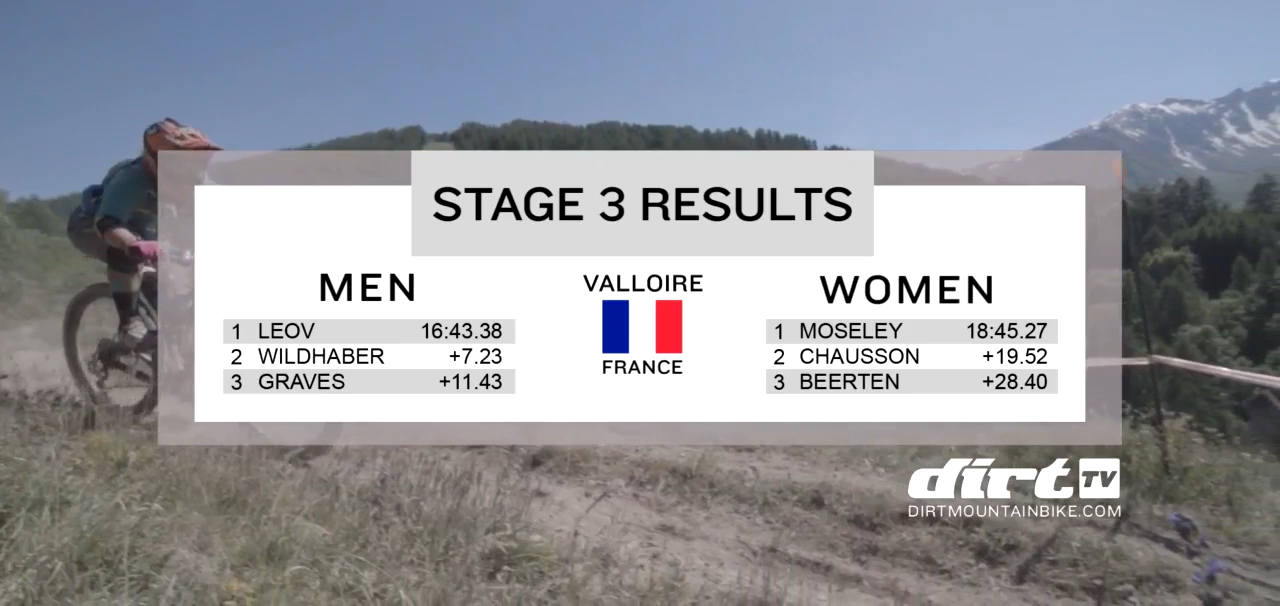 STAGE 3 RESULTS
MEN
1 LEOV 16:43.38
2 WILDHABER +7.23
3 GRAVES +11.43
VALLOIRE
FRANCE
WOMEN
1 MOSELEY 18:45.27
2 CHAUSSON +19.52
3 BEERTEN +28.40
dirt TV
DIRTMOUNTAINBIKE.COM